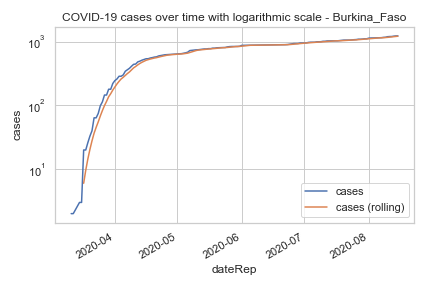 COVID-19 cases over time with logarithmic scale - Burkina_Faso
cases
10³
10²
10¹
cases
cases (rolling)
2020-04
2020-05
2020-06
2020-07
2020-08
dateRep